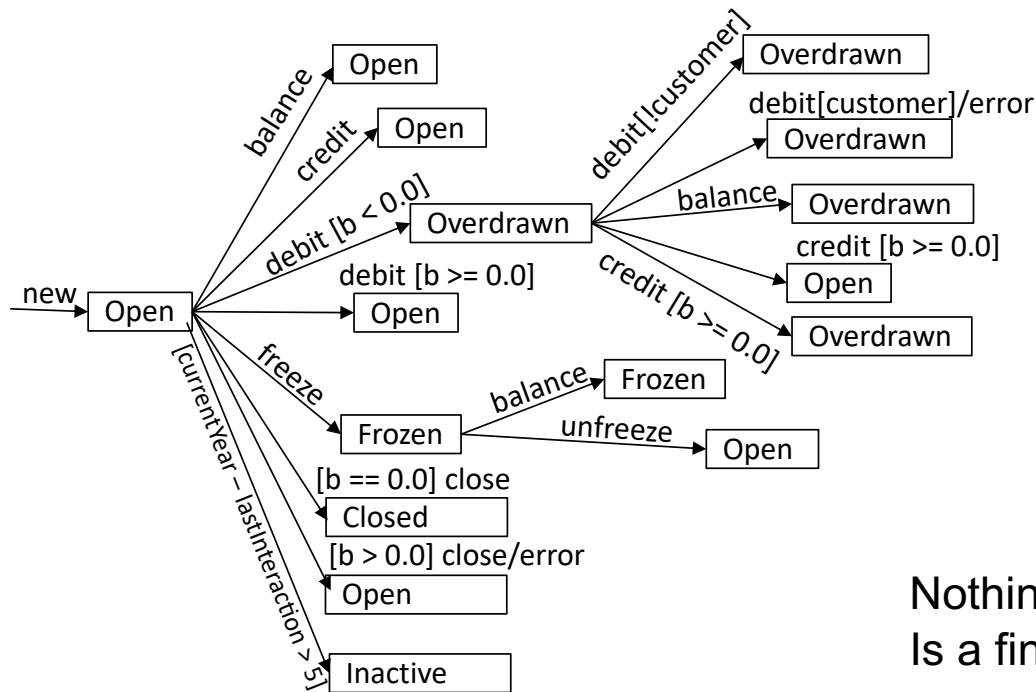 new
Open
balance
Open
credit
Open
debit [b < 0.0]
Overdrawn
debit[!customer]
Overdrawn
debit[customer]/error
Overdrawn
balance
Overdrawn
credit [b >= 0.0]
Open
credit [b >= 0.0]
Overdrawn
debit [b >= 0.0]
Open
freeze
Frozen
balance
Frozen
unfreeze
Open
[b == 0.0] close
Closed
[b > 0.0] close/error
Open
[currentYear – lastInteraction > 5]
Inactive
Nothin
Is a fin